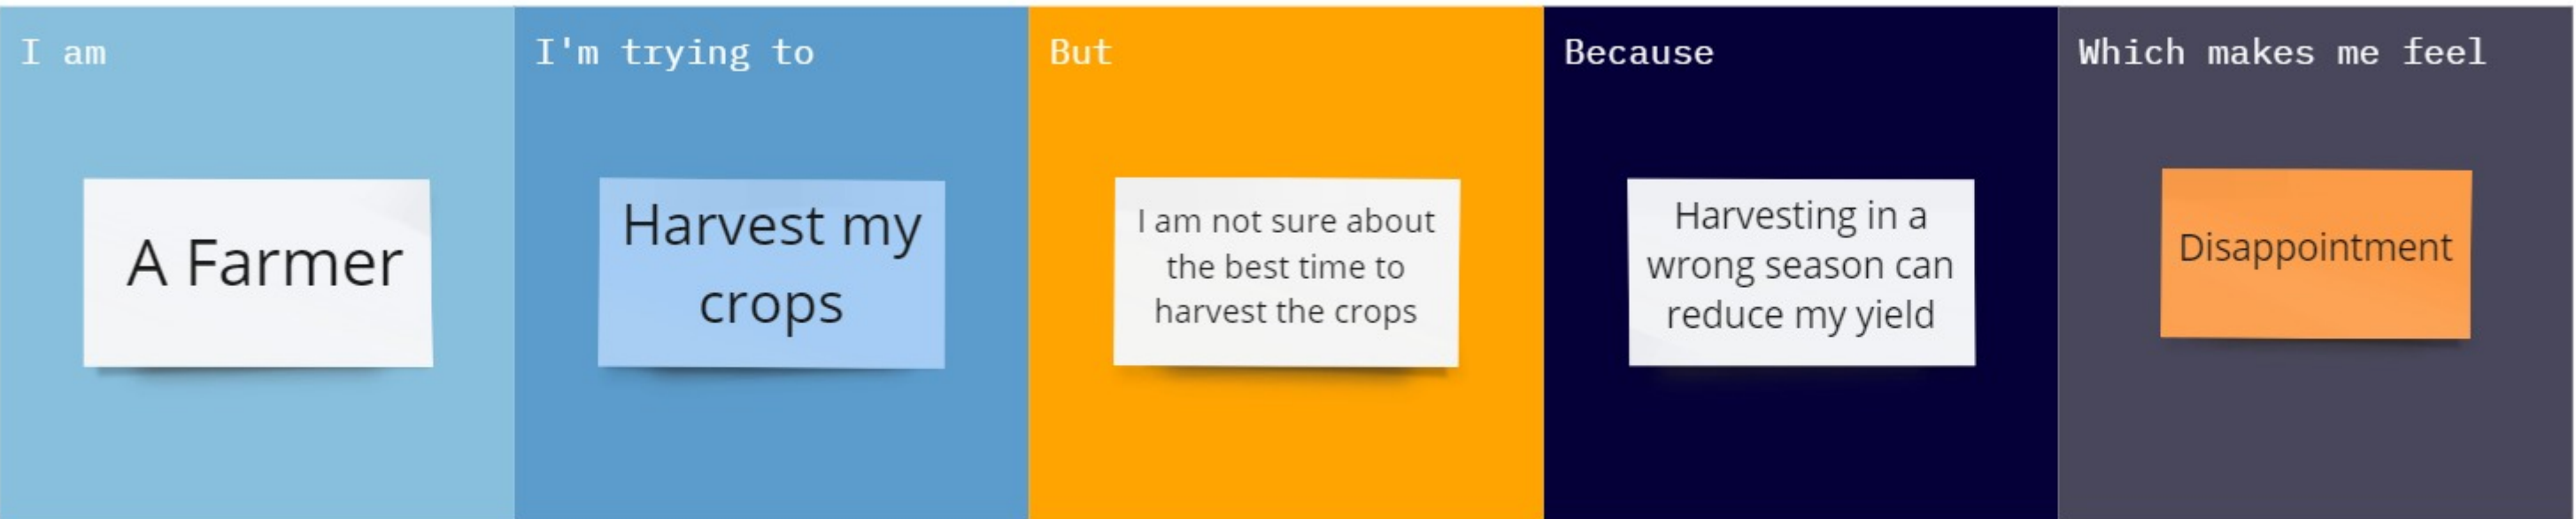 I am
A Farmer
I'm trying to
Harvest my
crops
But
I am not sure about
the best time to
harvest the crops
Because
Harvesting in a
wrong season can
reduce my yield
Which makes me feel
Disappointment